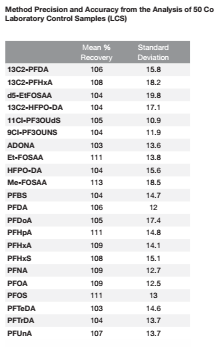 Method Precision and Accuracy from the Analysis of 50 Co
Laboratory Control Samples (LCS)
Mean % Recovery Standard Deviation
13C2-PFDA 106 15.8
13C2-PFHxA 108 18.2
d5-EtFOSAA 104 19.8
13C2-HFPO-DA 104 17.1
11Cl-PF3OUdS 105 10.9
9Cl-PF3OUNS 104 11.9
ADONA 103 13.6
Et-FOSAA 111 13.8
HFPO-DA 104 15.6
Me-FOSAA 113 18.5
PFBS 104 14.7
PFDA 106 12
PFDoA 105 17.4
PFHpA 111 14.8
PFHxA 109 14.1
PFHxS 108 15.1
PFNA 109 12.7
PFOA 109 12.5
PFOS 111 13
PFTeDA 103 14.6
PFTrDA 104 13.7
PFUnA 107 13.7